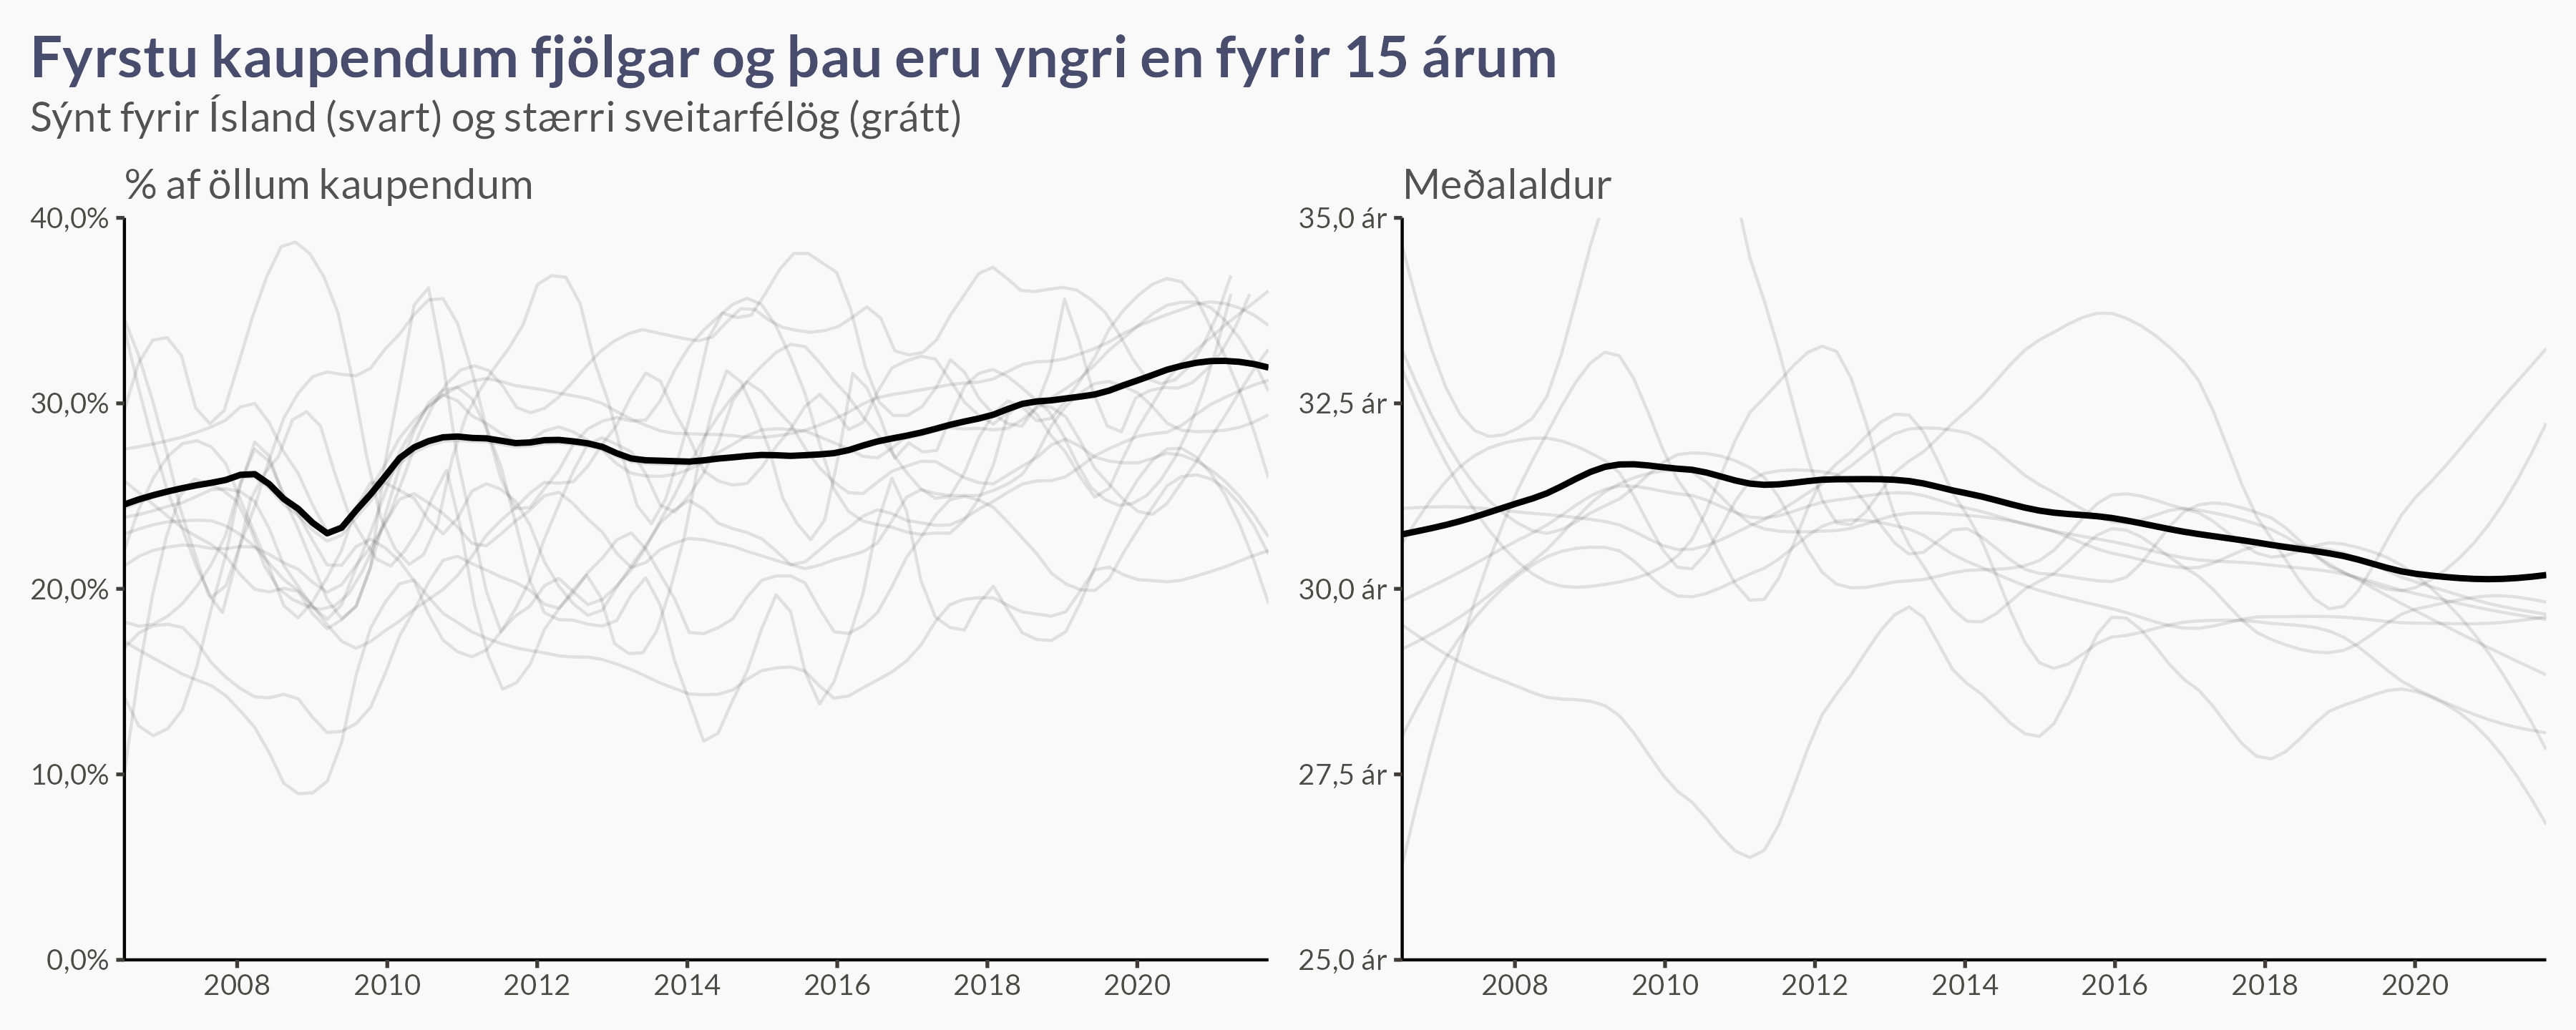 Fyrstu kaupendum fjölgar og þau eru yngri en fyrir 15 árum
Sýnt fyrir Ísland (svart) og stærri sveitarfélög (grátt)
% af öllum kaupendum
40,0%
30,0%
20,0%
10,0%
0,0%
2008 2010 2012 2014 2016 2018 2020
Meðalaldur
35,0 ár
32,5 ár
30,0 ár
27,5 ár
25,0 ár
2008 2010 2012 2014 2016 2018 2020